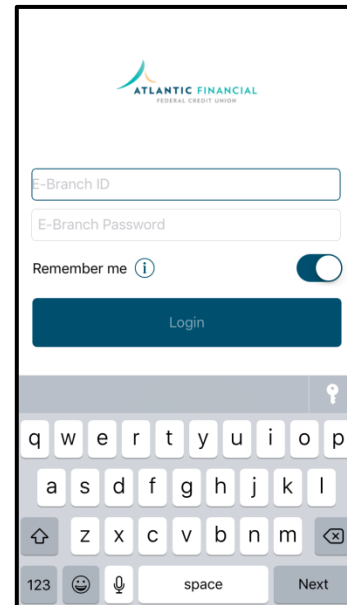 ATLANTIC FINANCIAL
FEDERAL CREDIT UNION
E-Branch ID
E-Branch Password
Remember me i
Login
q w e r t y u i o p
a s d f g h j k l
z x c v b n m
123 space Next